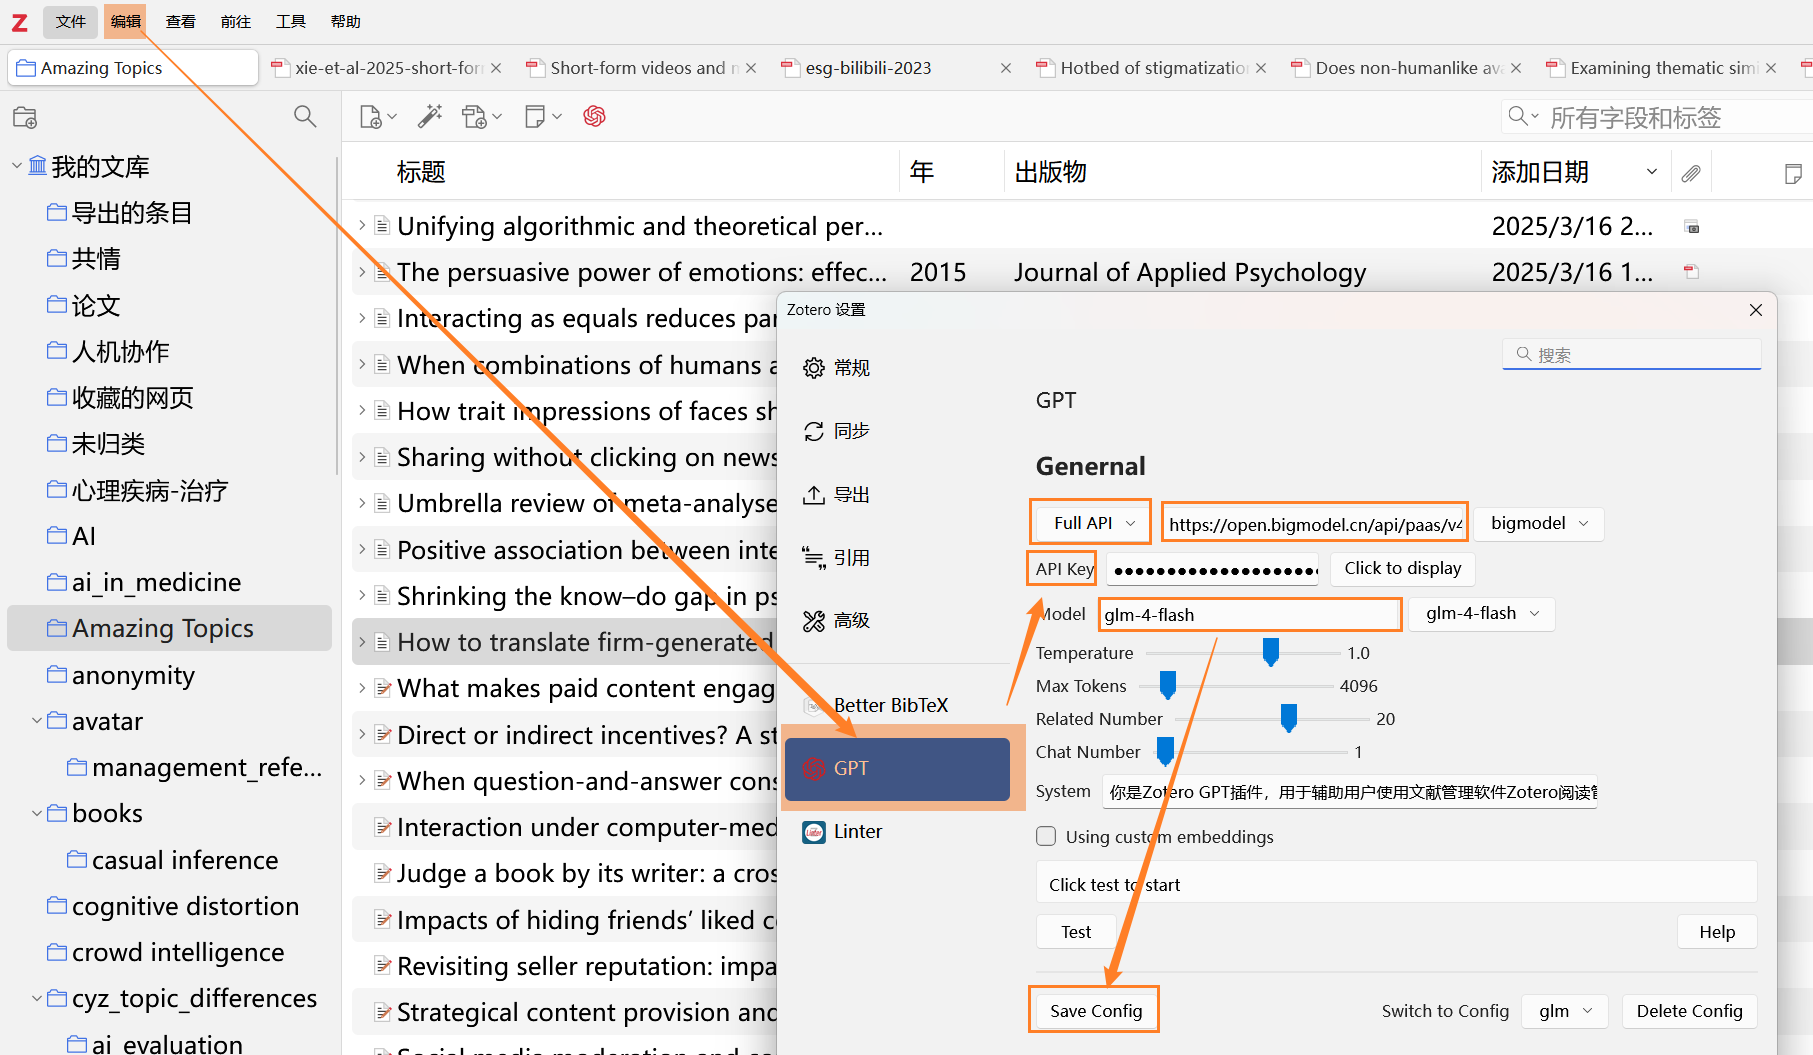 文件 编辑 查看 前往 工具 帮助
Amazing Topics
xie-et-al-2025-short-for
Short-form videos and
esg-bilibili-2023
Hotbed of stigmatizatio
Does non-humanlike ava
Examining thematic simi
所有字段和标签
标题 年 出版物 添加日期
我的文库
导出的条目
共情
论文
人机协作
收藏的网页
未归类
心理疾病-治疗
AI
ai_in_medicine
Amazing Topics
anonymity
avatar
management_refe...
books
casual inference
cognitive distortion
crowd intelligence
cyz_topic_differences
ai_evaluation
Unifying algorithmic and theoretical per... 2025/3/16 2...
The persuasive power of emotions: effec... 2015 Journal of Applied Psychology 2025/3/16 1...
Interacting as equals reduces par
When combinations of humans a
How trait impressions of faces sh
Sharing without clicking on news
Umbrella review of meta-analyse
Positive association between inte
Shrinking the know–do gap in ps
How to translate firm-generated
What makes paid content engag
Direct or indirect incentives? A st
When question-and-answer cons
Interaction under computer-med
Judge a book by its writer: a cros
Impacts of hiding friends’ liked co
Revisiting seller reputation: impa
Strategical content provision and
Social media moderation and
Zotero 设置
搜索
常规
同步
导出
引用
高级
Better BibTeX
GPT
Linter
GPT
Genernal
Full API https://open.bigmodel.cn/api/paas/v4 bigmodel
API Key ●●●●●●●●●●●●●●●●●●●● Click to display
Model glm-4-flash glm-4-flash
Temperature 1.0
Max Tokens 4096
Related Number 20
Chat Number 1
System 你是Zotero GPT插件，用于辅助用户使用文献管理软件Zotero阅读管
Using custom embeddings
Click test to start
Test Help
Save Config Switch to Config glm Delete Config